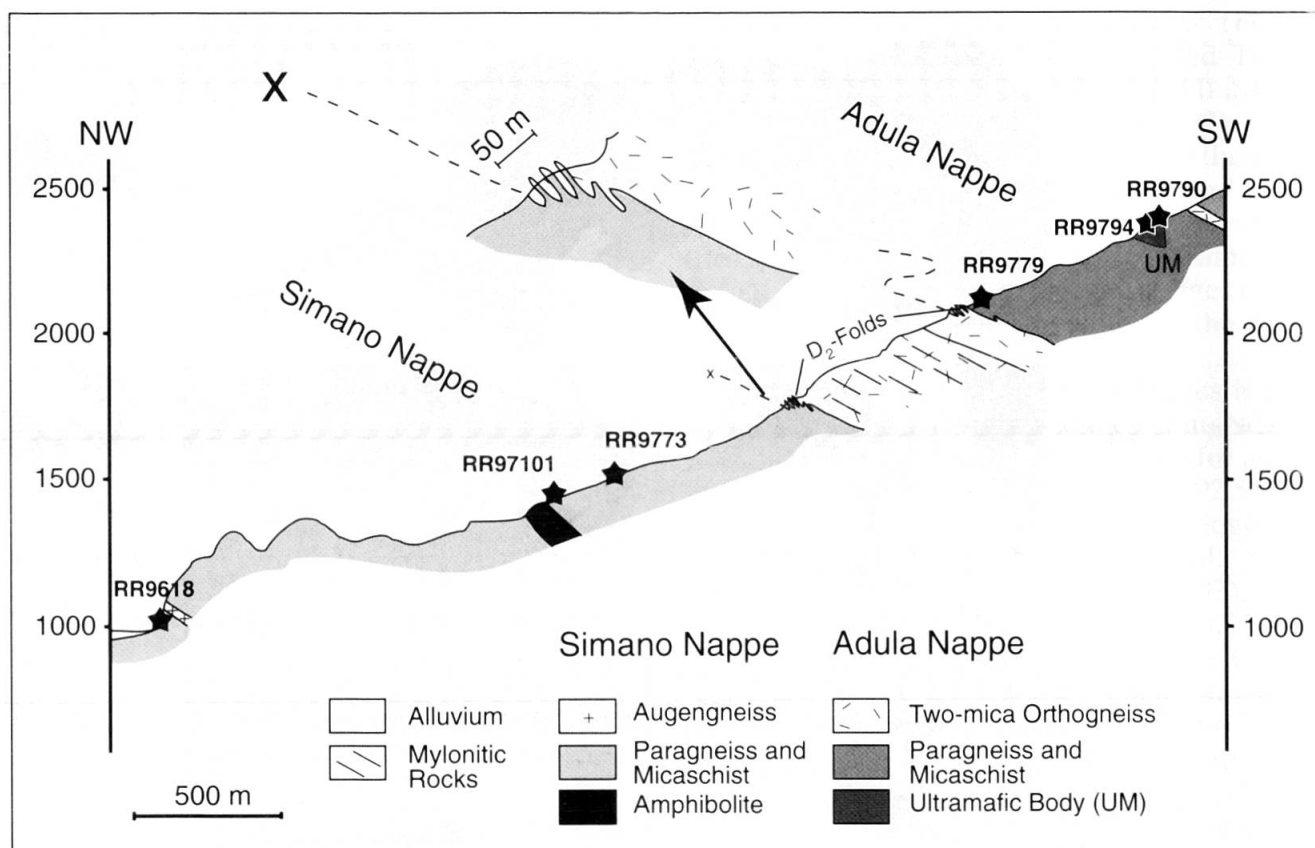 X
50 m
Adula Nappe
NW
SW
2500
2500
RR9790
RR9794
UM
RR9779
Simano Nappe
2000
2000
D2-Folds
x
RR9773
RR97101
1500
1500
RR9618
1000
1000
Simano Nappe
Adula Nappe
Alluvium
+ Augengneiss
Two-mica Orthogneiss
Mylonitic
Rocks
Paragneiss and
Micaschist
Paragneiss and
Micaschist
500 m
Amphibolite
Ultramafic Body (UM)